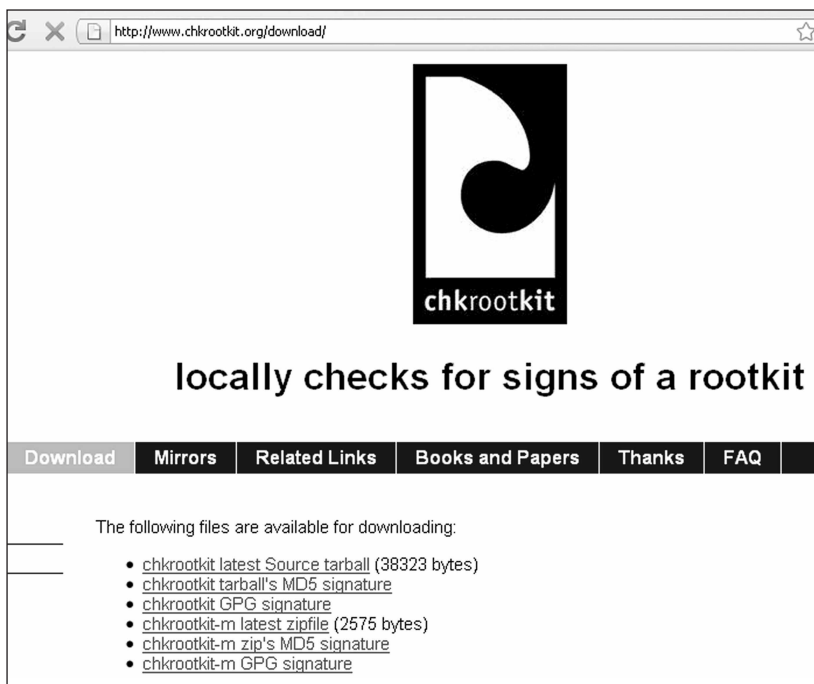 http://www.chkrootkit.org/download/
chkrootkit
locally checks for signs of a rootkit
Download Mirrors Related Links Books and Papers Thanks FAQ
The following files are available for downloading:
• chkrootkit latest Source tarball (38323 bytes)
• chkrootkit tarball's MD5 signature
• chkrootkit GPG signature
• chkrootkit-m latest zipfile (2575 bytes)
• chkrootkit-m zip's MD5 signature
• chkrootkit-m GPG signature